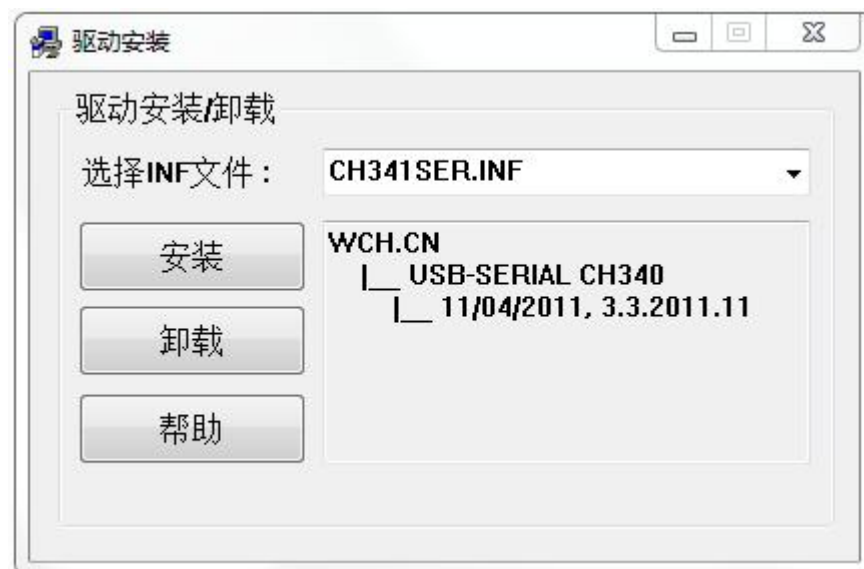 驱动安装
驱动安装/卸载
选择INF文件：
CH341SER.INF
安装
卸载
帮助
WCH.CN
|__ USB-SERIAL CH340
|__ 11/04/2011, 3.3.2011.11